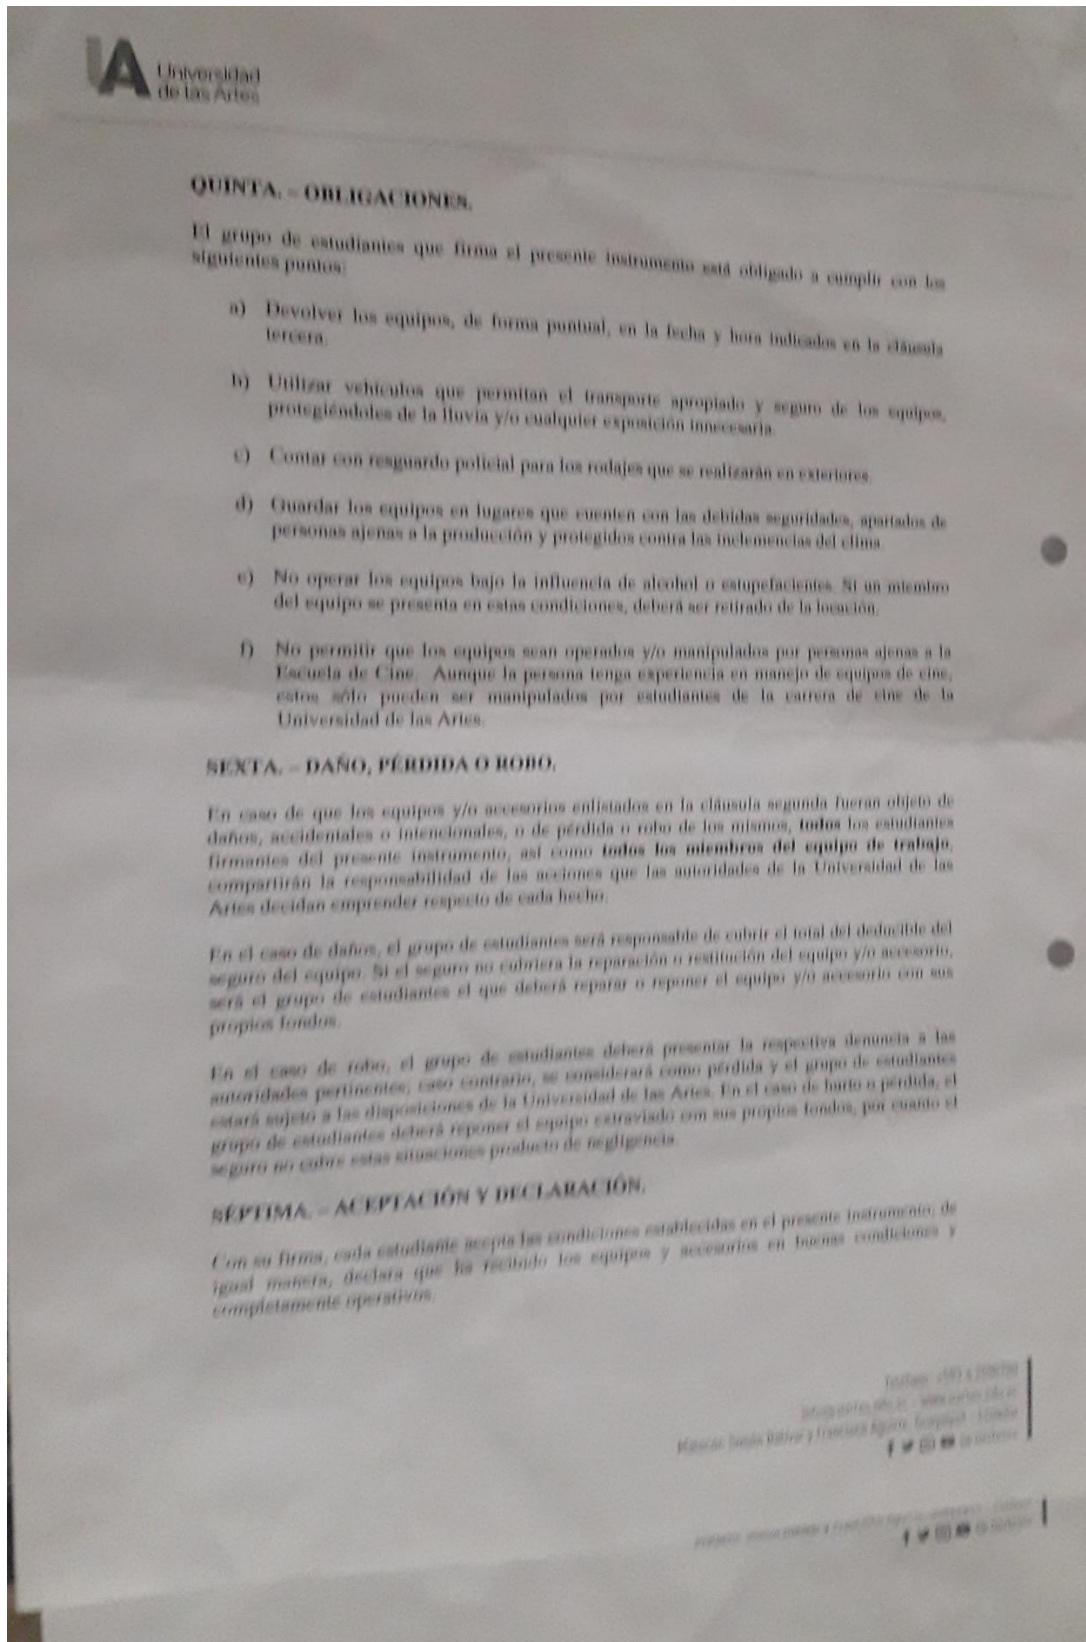 UA Universidad
de las Artes
QUINTA. – OBLIGACIONES.
El grupo de estudiantes que firma el presente instrumento está obligado a cumplir con los
siguientes puntos:
a) Devolver los equipos, de forma puntual, en la fecha y hora indicados en la cláusula
tercera.
b) Utilizar vehículos que permitan el transporte apropiado y seguro de los equipos,
protegiéndoles de la lluvia y/o cualquier exposición innecesaria.
c) Contar con resguardo policial para los rodajes que se realizarán en exteriores.
d) Guardar los equipos en lugares que cuenten con las debidas seguridades, apartados de
personas ajenas a la producción y protegidos contra las inclemencias del clima.
e) No operar los equipos bajo la influencia de alcohol o estupefacientes. Si un miembro
del equipo se presenta en estas condiciones, deberá ser retirado de la locación.
f) No permitir que los equipos sean operados y/o manipulados por personas ajenas a la
Escuela de Cine. Aunque la persona tenga experiencia en manejo de equipos de cine,
estos sólo pueden ser manipulados por estudiantes de la carrera de cine de la
Universidad de las Artes.
SEXTA. – DAÑO, PÉRDIDA O ROBO.
En caso de que los equipos y/o accesorios enlistados en la cláusula segunda fueran objeto de
daños, accidentales o intencionales, o de pérdida o robo de los mismos, todos los estudiantes
firmantes del presente instrumento, así como todos los miembros del equipo de trabajo,
compartirán la responsabilidad de las acciones que las autoridades de la Universidad de las
Artes decidan emprender respecto de cada hecho.
En el caso de daños, el grupo de estudiantes será responsable de cubrir el total del deducible del
seguro del equipo. Si el seguro no cubriera la reparación o restitución del equipo y/o accesorio,
será el grupo de estudiantes el que deberá reparar o reponer el equipo y/o accesorio con sus
propios fondos.
En el caso de robo, el grupo de estudiantes deberá presentar la respectiva denuncia a las
autoridades pertinentes; caso contrario, se considerará como pérdida y el grupo de estudiantes
estará sujeto a las disposiciones de la Universidad de las Artes. En el caso de hurto o pérdida, el
grupo de estudiantes deberá reponer el equipo extraviado con sus propios fondos, por cuanto el
seguro no cubre estas situaciones producto de negligencia.
SÉPTIMA. – ACEPTACIÓN Y DECLARACIÓN.
Con su firma, cada estudiante acepta las condiciones establecidas en el presente instrumento; de
igual manera, declara que ha recibido los equipos y accesorios en buenas condiciones y
completamente operativos.